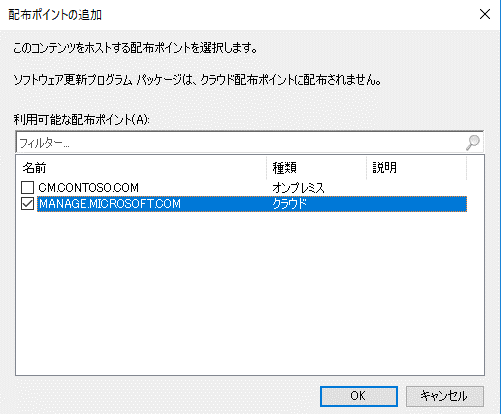 配布ポイントの追加
このコンテンツをホストする配布ポイントを選択します。
ソフトウェア更新プログラム パッケージは、クラウド配布ポイントに配布されません。
利用可能な配布ポイント(A):
フィルター...
名前 種類 説明
CM.CONTOSO.COM オンプレミス
MANAGE.MICROSOFT.COM クラウド
OK キャンセル